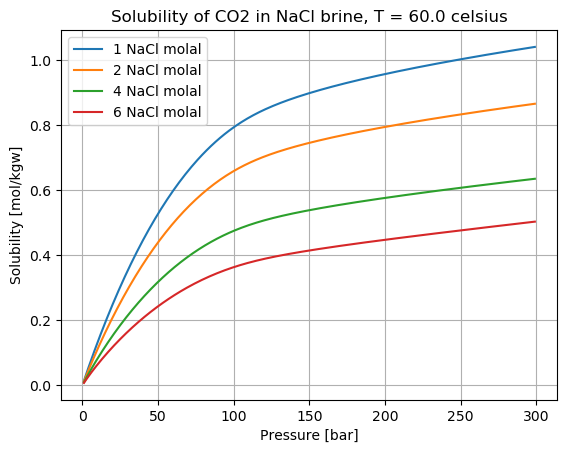 Solubility of CO2 in NaCl brine, T = 60.0 celsius
1 NaCl molal
2 NaCl molal
4 NaCl molal
6 NaCl molal
Solubility [mol/kgw]
1.0
0.8
0.6
0.4
0.2
0.0
0
50
100
150
200
250
300
Pressure [bar]